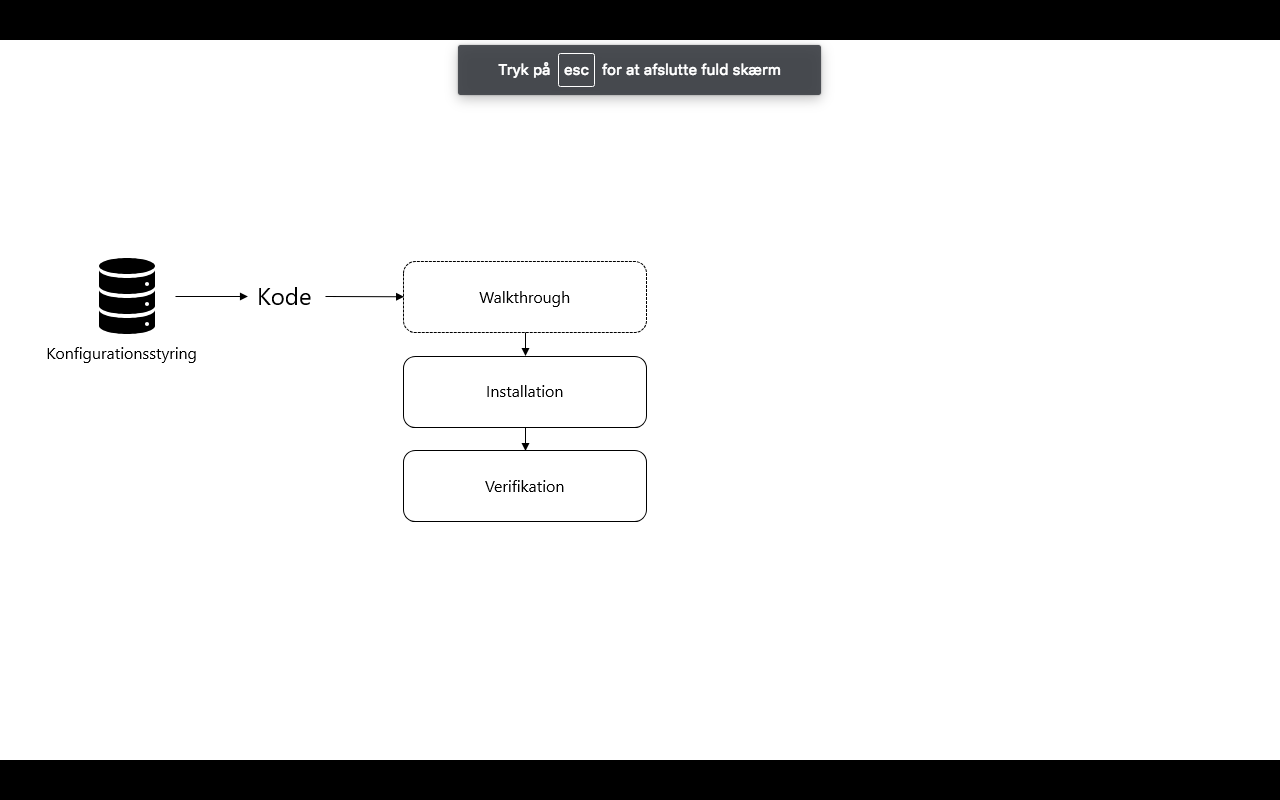 Tryk på esc for at afslutte fuld skærm
Kode
Konfigurationsstyring
Walkthrough
Installation
Verifikation